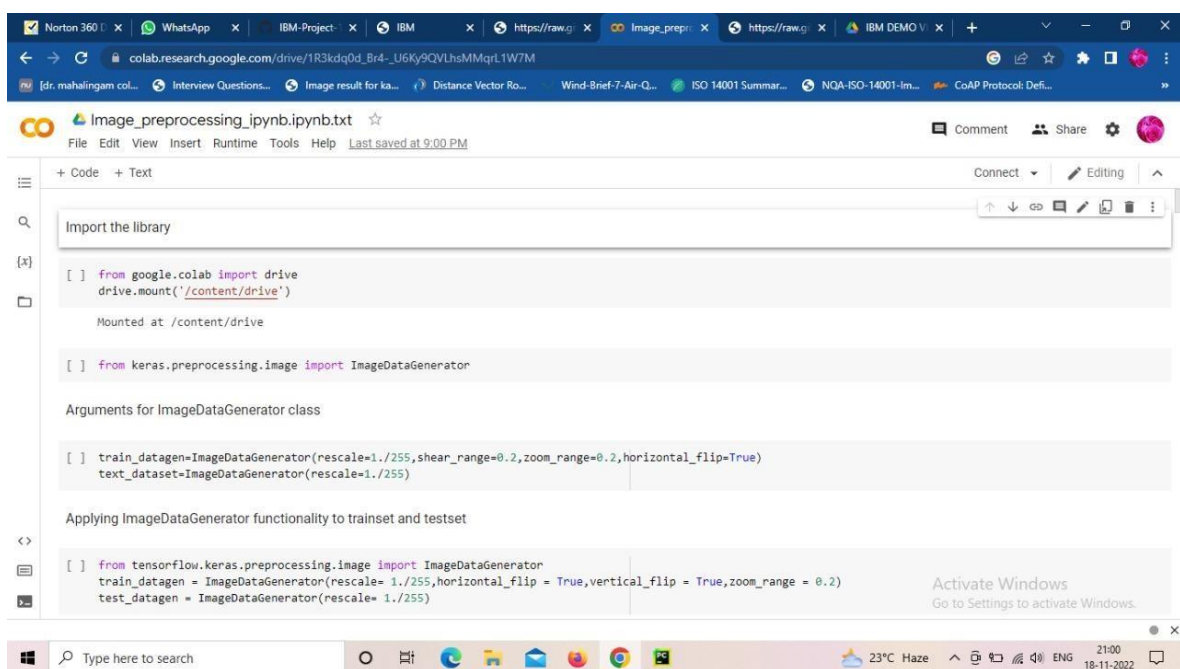 Norton 360 D
WhatsApp
IBM-Project-1
IBM
https://raw.gi
Image_prepro
https://raw.gi
IBM DEMO VI
colab.research.google.com/drive/1R3kdq0d_Br4-_U6Ky9QVLhsMMqrL1W7M
[dr. mahalingam col...
Interview Questions...
Image result for ka...
Distance Vector Ro...
Wind-Brief-7-Air-Q...
ISO 14001 Summar...
NQA-ISO-14001-Im...
CoAP Protocol: Defi...
Image_preprocessing_ipynb.ipynb.txt
Comment
Share
File Edit View Insert Runtime Tools Help Last saved at 9:00 PM
+ Code + Text
Connect
Editing
Import the library
{x}
[ ] from google.colab import drive
drive.mount('/content/drive')
Mounted at /content/drive
[ ] from keras.preprocessing.image import ImageDataGenerator
Arguments for ImageDataGenerator class
[ ] train_datagen=ImageDataGenerator(rescale=1./255,shear_range=0.2,zoom_range=0.2,horizontal_flip=True)
text_dataset=ImageDataGenerator(rescale=1./255)
Applying ImageDataGenerator functionality to trainset and testset
[ ] from tensorflow.keras.preprocessing.image import ImageDataGenerator
train_datagen = ImageDataGenerator(rescale= 1./255,horizontal_flip = True,vertical_flip = True,zoom_range = 0.2)
test_datagen = ImageDataGenerator(rescale= 1./255)
Activate Windows
Go to Settings to activate Windows.
Type here to search
23°C Haze
ENG
21:00
18-11-2022